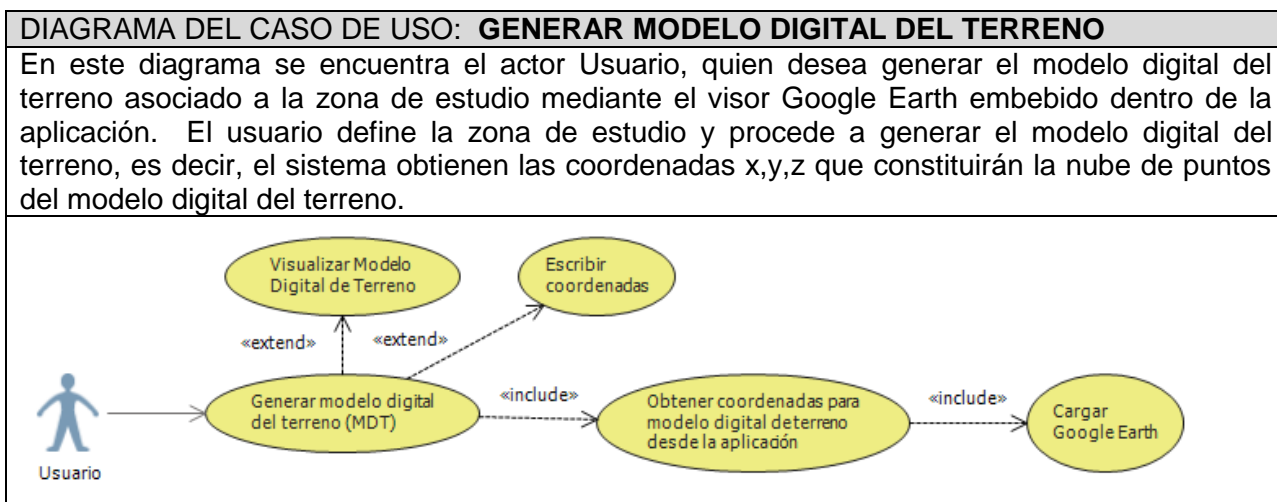 DIAGRAMA DEL CASO DE USO: GENERAR MODELO DIGITAL DEL TERRENO
En este diagrama se encuentra el actor Usuario, quien desea generar el modelo digital del
terreno asociado a la zona de estudio mediante el visor Google Earth embebido dentro de la
aplicación. El usuario define la zona de estudio y procede a generar el modelo digital del
terreno, es decir, el sistema obtienen las coordenadas x,y,z que constituirán la nube de puntos
del modelo digital del terreno.
Visualizar Modelo
Digital de Terreno
Escribir
coordenadas
«extend»
«extend»
Generar modelo digital
del terreno (MDT)
«include»
Obtener coordenadas para
modelo digital deterreno
desde la aplicación
«include»
Cargar
Google Earth
Usuario